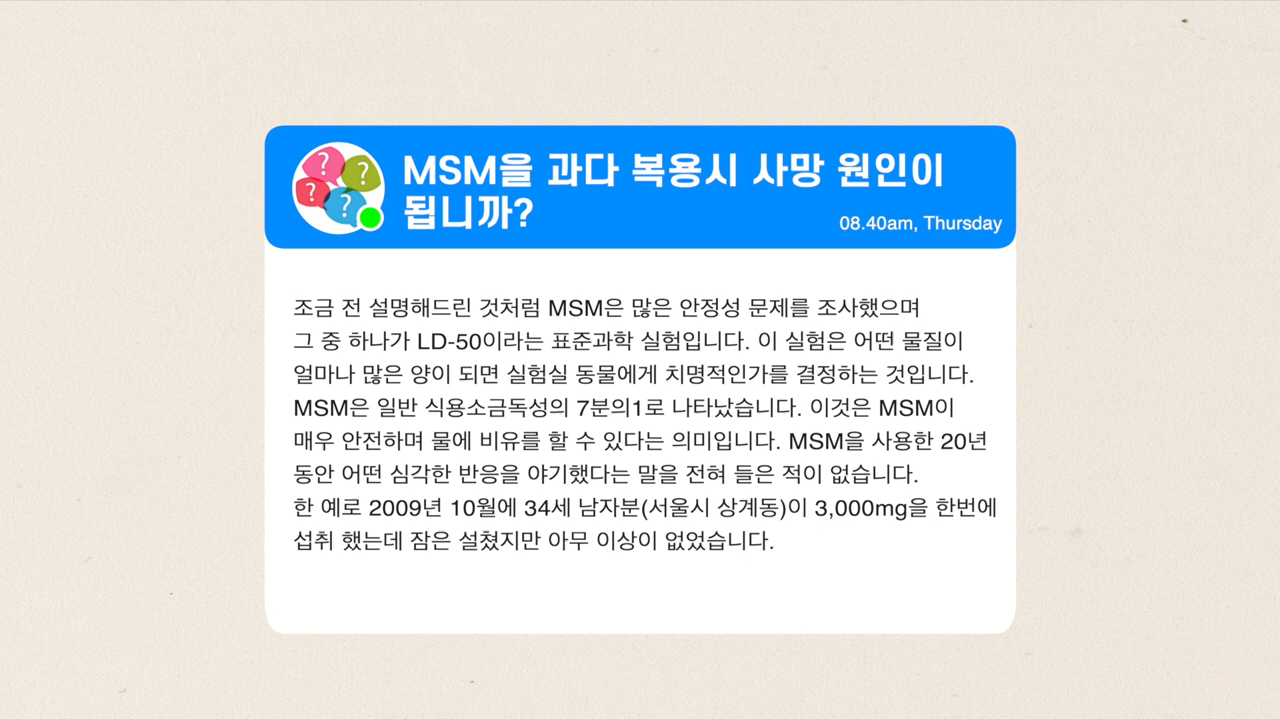 MSM을 과다 복용시 사망 원인이
됩니까?
08.40am, Thursday
조금 전 설명해드린 것처럼 MSM은 많은 안정성 문제를 조사했으며
그 중 하나가 LD-50이라는 표준과학 실험입니다. 이 실험은 어떤 물질이
얼마나 많은 양이 되면 실험실 동물에게 치명적인가를 결정하는 것입니다.
MSM은 일반 식용소금독성의 7분의1로 나타났습니다. 이것은 MSM이
매우 안전하며 물에 비유를 할 수 있다는 의미입니다. MSM을 사용한 20년
동안 어떤 심각한 반응을 야기했다는 말을 전혀 들은 적이 없습니다.
한 예로 2009년 10월에 34세 남자분(서울시 상계동)이 3,000mg을 한번에
섭취 했는데 잠은 설쳤지만 아무 이상이 없었습니다.